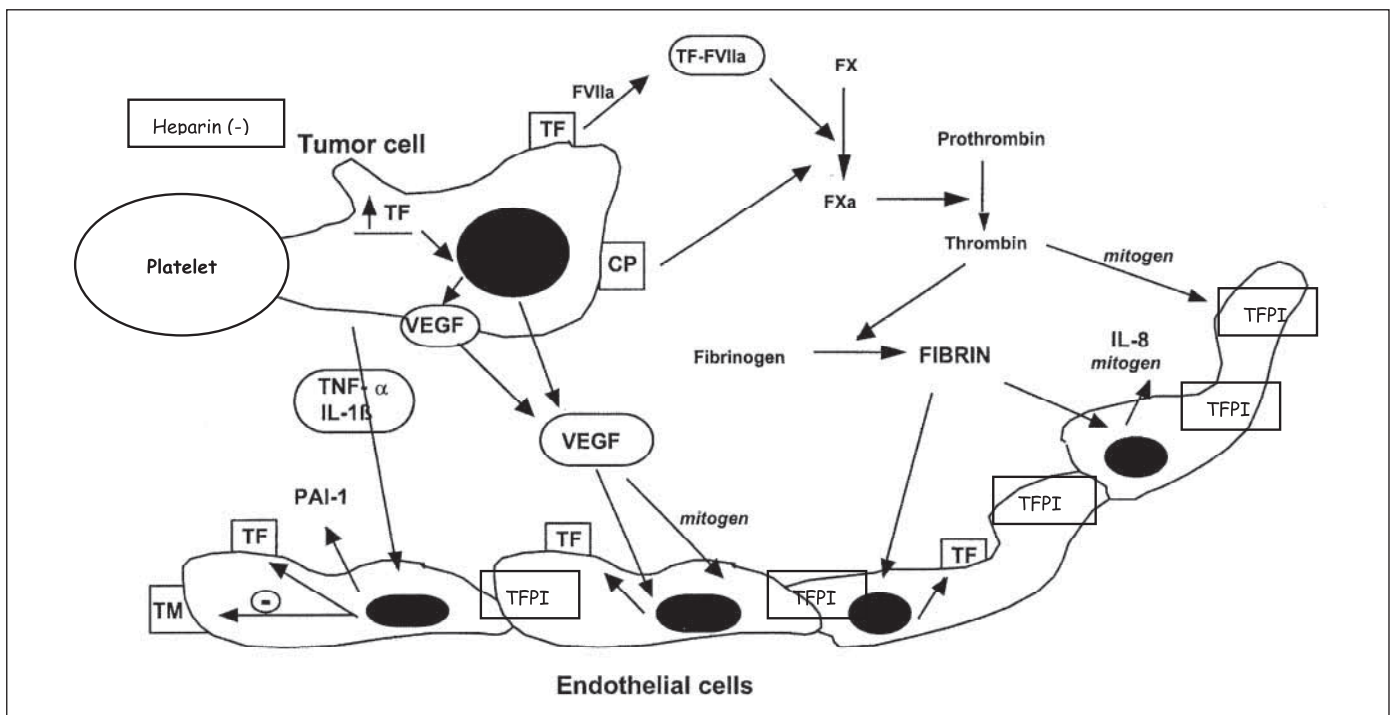 TF-FVIIa
FX
FVIIa
Heparin (-)
TF
Tumor cell
Prothrombin
TF
FXa
Thrombin
Platelet
CP
mitogen
VEGF
TFPI
Fibrinogen
FIBRIN
IL-8
mitogen
TNF- α
IL-1ß
TFPI
VEGF
PAI-1
TFPI
mitogen
TF
TF
TF
TM
-
TFPI
TFPI
Endothelial cells